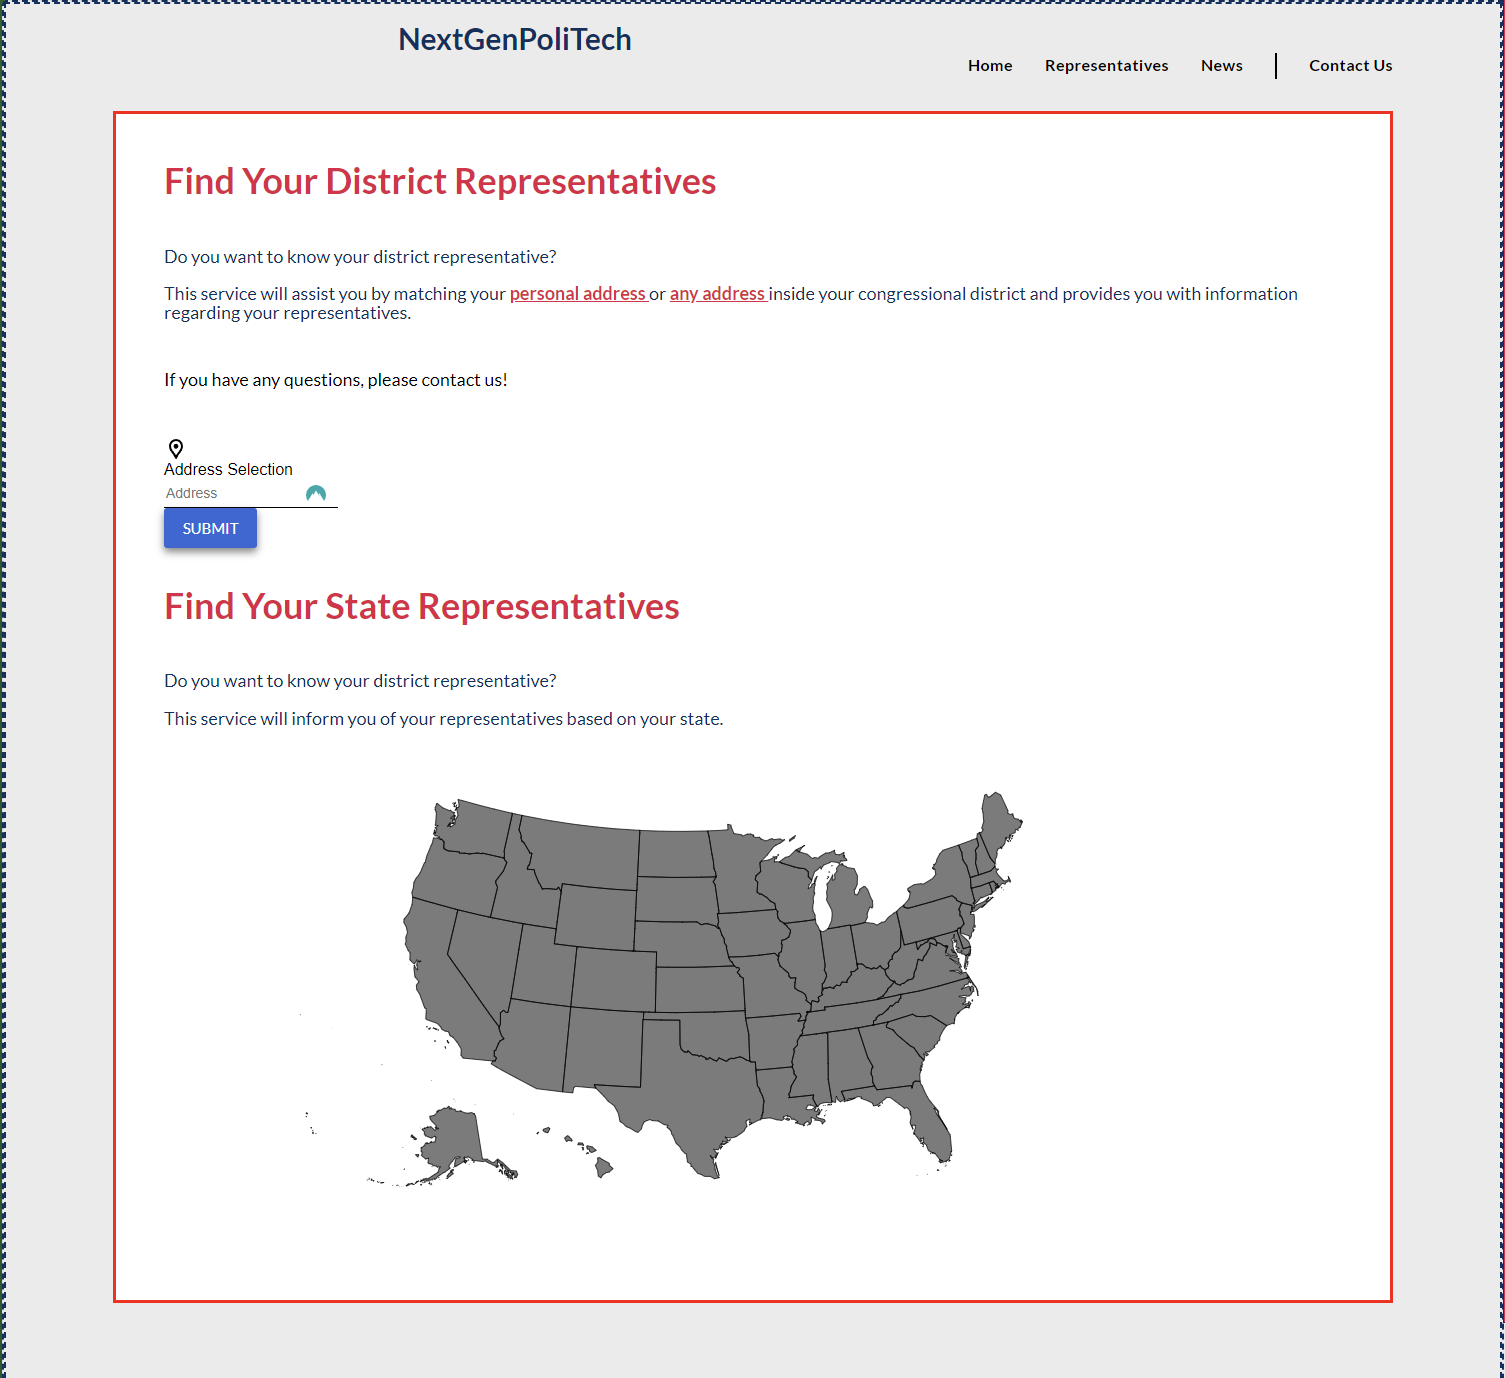 NextGenPoliTech
Home Representatives News Contact Us
Find Your District Representatives
Do you want to know your district representative?
This service will assist you by matching your personal address or any address inside your congressional district and provides you with information
regarding your representatives.
If you have any questions, please contact us!
Address Selection
Address
SUBMIT
Find Your State Representatives
Do you want to know your district representative?
This service will inform you of your representatives based on your state.